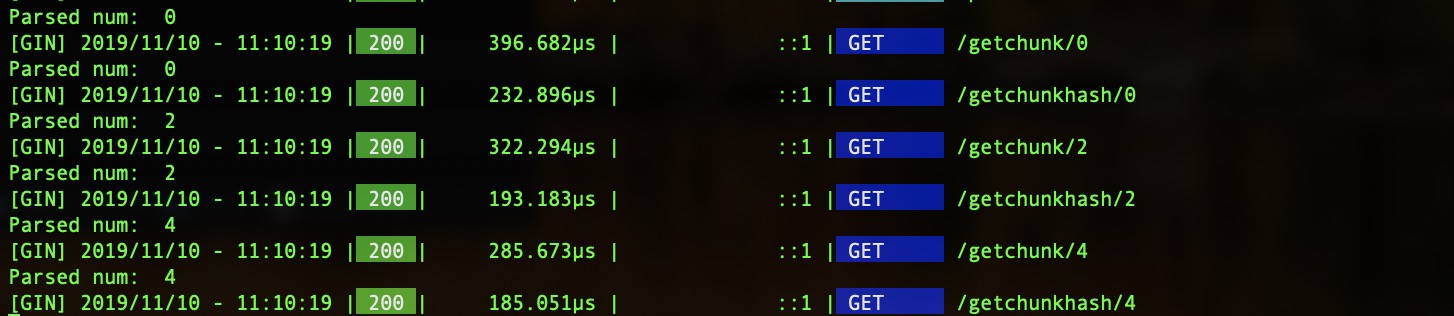 Parsed num:  0
[GIN] 2019/11/10 - 11:10:19 | 200 |     396.682µs |             ::1 | GET      /getchunk/0
Parsed num:  0
[GIN] 2019/11/10 - 11:10:19 | 200 |     232.896µs |             ::1 | GET      /getchunkhash/0
Parsed num:  2
[GIN] 2019/11/10 - 11:10:19 | 200 |     322.294µs |             ::1 | GET      /getchunk/2
Parsed num:  2
[GIN] 2019/11/10 - 11:10:19 | 200 |     193.183µs |             ::1 | GET      /getchunkhash/2
Parsed num:  4
[GIN] 2019/11/10 - 11:10:19 | 200 |     285.673µs |             ::1 | GET      /getchunk/4
Parsed num:  4
[GIN] 2019/11/10 - 11:10:19 | 200 |     185.051µs |             ::1 | GET      /getchunkhash/4